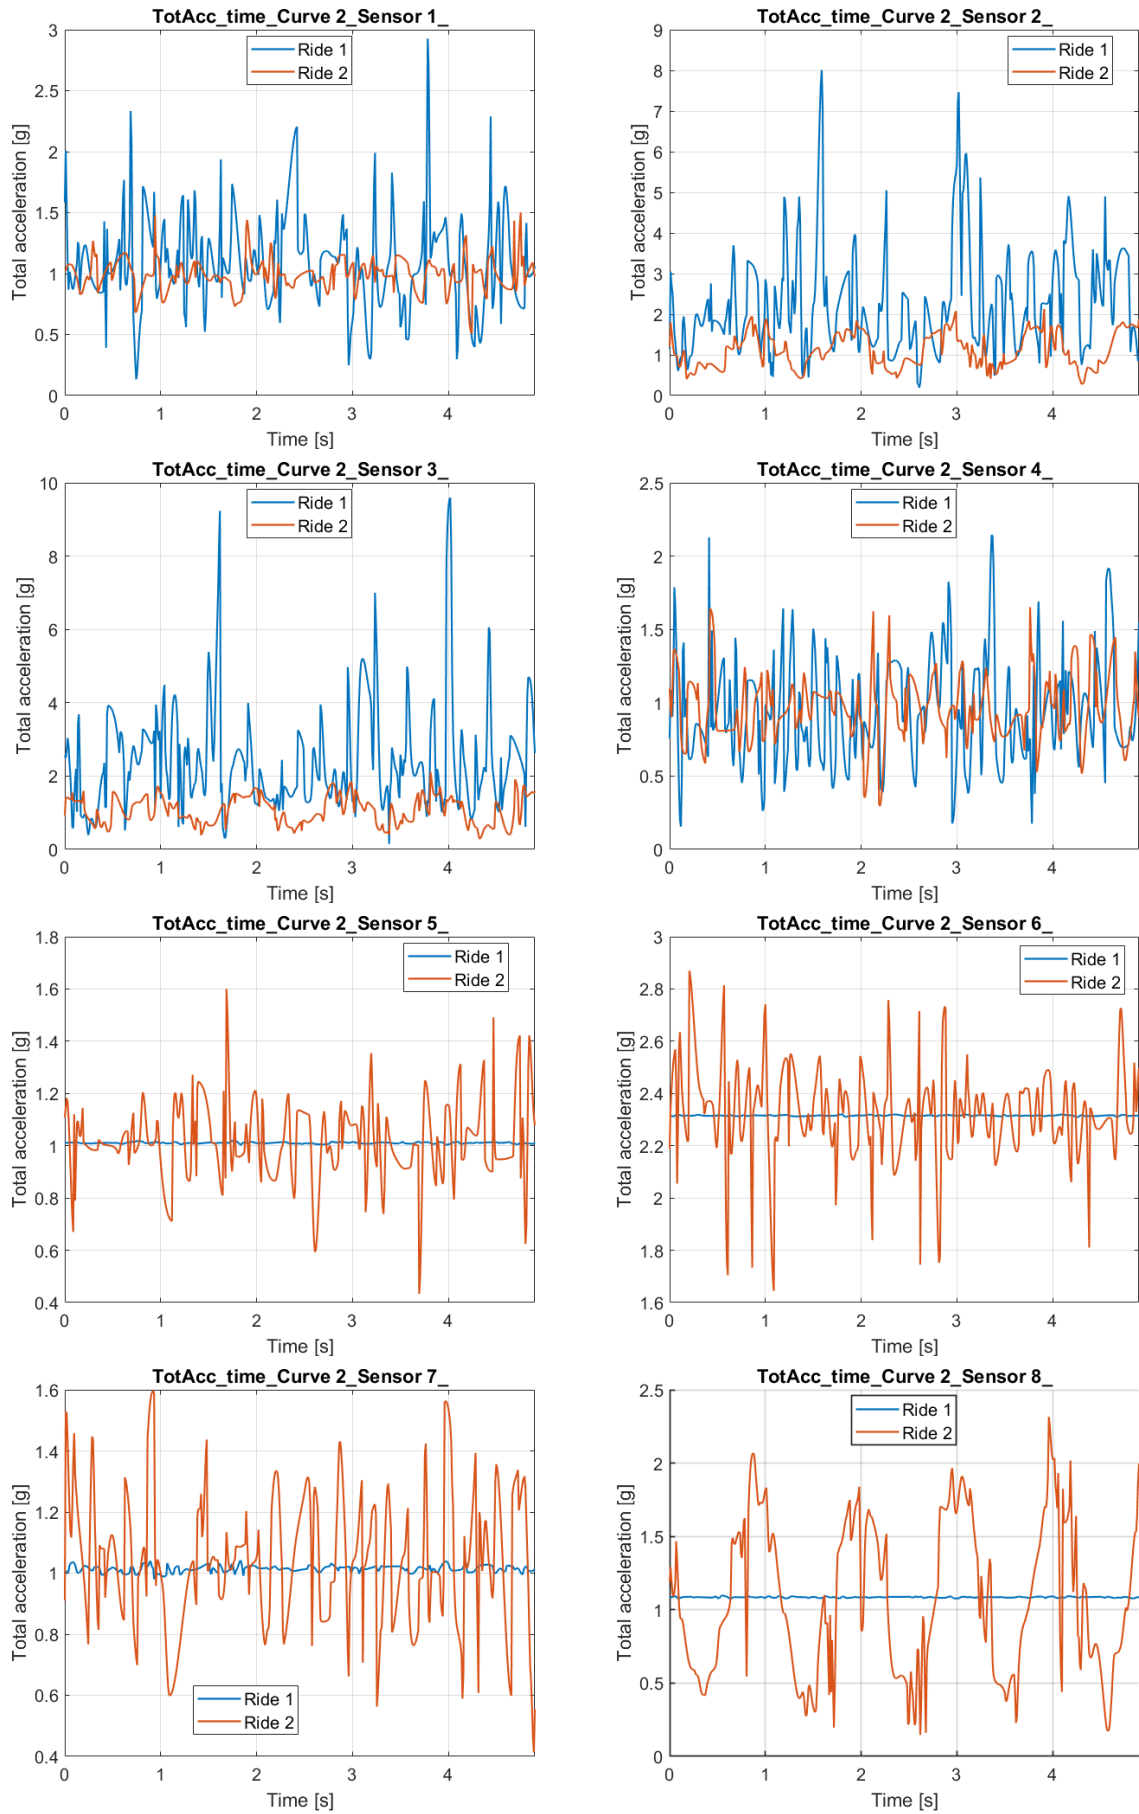 TotAcc_time_Curve 2_Sensor 1_
3
2.5
2
1.5
1
0.5
0
Total acceleration [g]
Ride 1
Ride 2
0 1 2 3 4
Time [s]
TotAcc_time_Curve 2_Sensor 2_
9
8
7
6
5
4
3
2
1
0
Total acceleration [g]
Ride 1
Ride 2
0 1 2 3 4
Time [s]
TotAcc_time_Curve 2_Sensor 3_
10
8
6
4
2
0
Total acceleration [g]
Ride 1
Ride 2
0 1 2 3 4
Time [s]
TotAcc_time_Curve 2_Sensor 4_
2.5
2
1.5
1
0.5
0
Total acceleration [g]
Ride 1
Ride 2
0 1 2 3 4
Time [s]
TotAcc_time_Curve 2_Sensor 5_
1.8
1.6
1.4
1.2
1
0.8
0.6
0.4
Total acceleration [g]
Ride 1
Ride 2
0 1 2 3 4
Time [s]
TotAcc_time_Curve 2_Sensor 6_
3
2.8
2.6
2.4
2.2
2
1.8
1.6
Total acceleration [g]
Ride 1
Ride 2
0 1 2 3 4
Time [s]
TotAcc_time_Curve 2_Sensor 7_
1.6
1.4
1.2
1
0.8
0.6
0.4
Total acceleration [g]
Ride 1
Ride 2
0 1 2 3 4
Time [s]
TotAcc_time_Curve 2_Sensor 8_
2.5
2
1.5
1
0.5
0
Total acceleration [g]
Ride 1
Ride 2
0 1 2 3 4
Time [s]